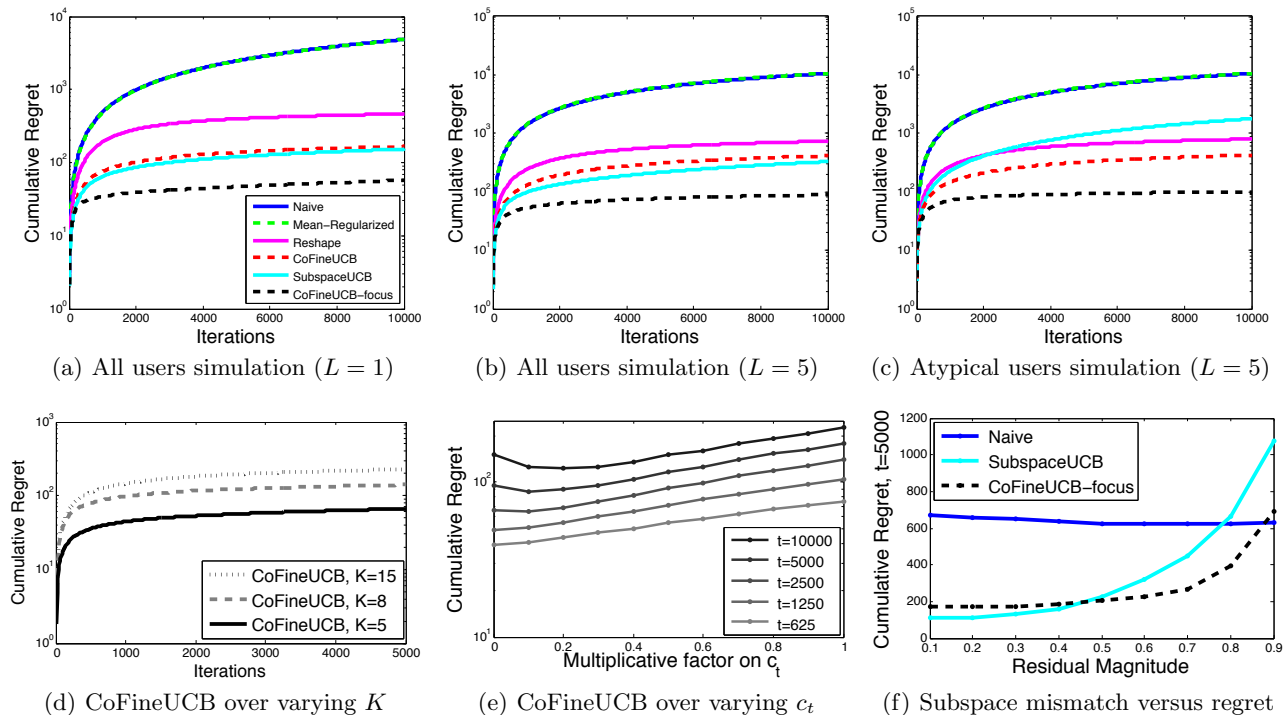 10^5
10^4
10^3
10^2
10^1
10^0
Cumulative Regret
Naive
Mean−Regularized
Reshape
CoFineUCB
SubspaceUCB
CoFineUCB−focus
0 2000 4000 6000 8000 10000
Iterations
(a) All users simulation (L = 1)
10^5
10^4
10^3
10^2
10^1
10^0
Cumulative Regret
0 2000 4000 6000 8000 10000
Iterations
(b) All users simulation (L = 5)
10^5
10^4
10^3
10^2
10^1
10^0
Cumulative Regret
0 2000 4000 6000 8000 10000
Iterations
(c) Atypical users simulation (L = 5)
10^3
10^2
10^1
10^0
Cumulative Regret
CoFineUCB, K=15
CoFineUCB, K=8
CoFineUCB, K=5
0 1000 2000 3000 4000 5000
Iterations
(d) CoFineUCB over varying K
10^2
10^1
Cumulative Regret
t=10000
t=5000
t=2500
t=1250
t=625
0 0.2 0.4 0.6 0.8 1
Multiplicative factor on c_t
(e) CoFineUCB over varying c_t
1200
1000
800
600
400
200
0
Cumulative Regret, t=5000
Naive
SubspaceUCB
CoFineUCB−focus
0.1 0.2 0.3 0.4 0.5 0.6 0.7 0.8 0.9
Residual Magnitude
(f) Subspace mismatch versus regret